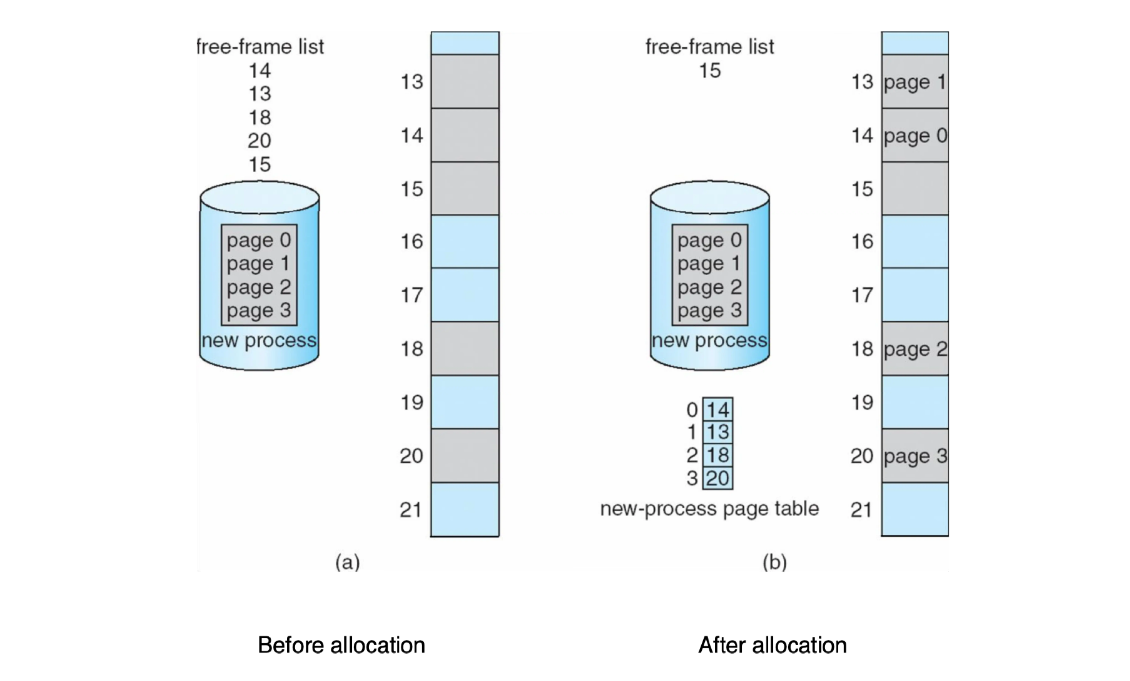 free-frame list
14
13
18
20
15
13
14
15
16
17
18
19
20
21
page 0
page 1
page 2
page 3
new process
(a)
Before allocation
free-frame list
15
13 page 1
14 page 0
15
16
17
18 page 2
19
20 page 3
21
page 0
page 1
page 2
page 3
new process
0 14
1 13
2 18
3 20
new-process page table
(b)
After allocation